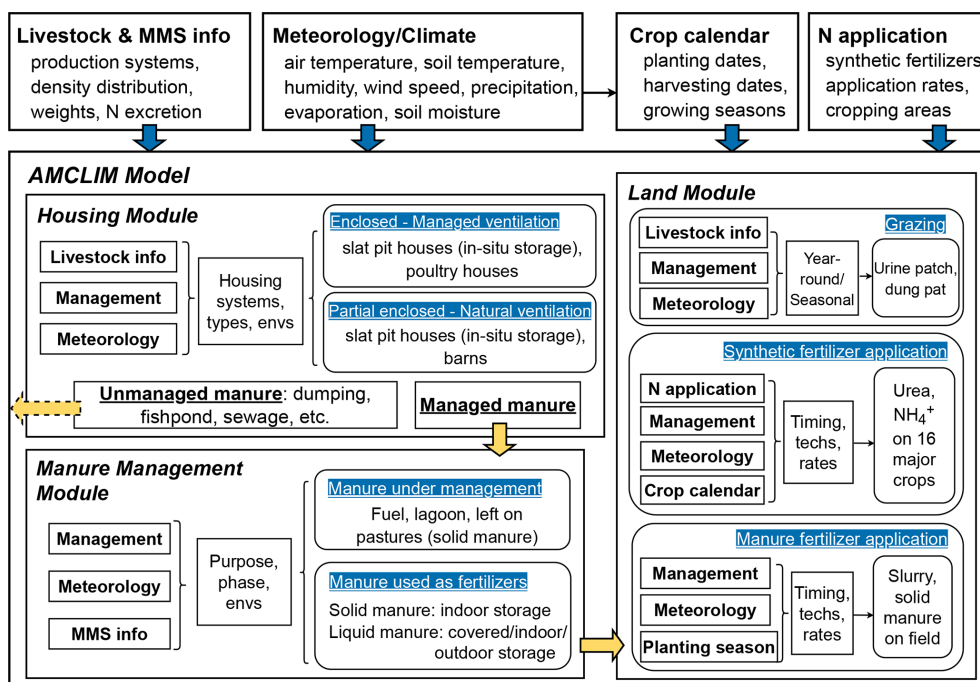 Livestock & MMS info
production systems,
density distribution,
weights, N excretion
Meteorology/Climate
air temperature, soil temperature,
humidity, wind speed, precipitation,
evaporation, soil moisture
Crop calendar
planting dates,
harvesting dates,
growing seasons
N application
synthetic fertilizers
application rates,
cropping areas
AMCLIM Model
Housing Module
Livestock info
Management
Meteorology
Housing
systems,
types, envs
Enclosed - Managed ventilation
slat pit houses (in-situ storage),
poultry houses
Partial enclosed - Natural ventilation
slat pit houses (in-situ storage),
barns
Unmanaged manure: dumping,
fishpond, sewage, etc.
Managed manure
Manure Management
Module
Management
Meteorology
MMS info
Purpose,
phase,
envs
Manure under management
Fuel, lagoon, left on
pastures (solid manure)
Manure used as fertilizers
Solid manure: indoor storage
Liquid manure: covered/indoor/
outdoor storage
Land Module
Grazing
Livestock info
Management
Meteorology
Year-
round/
Seasonal
Urine patch,
dung pat
Synthetic fertilizer application
N application
Management
Meteorology
Crop calendar
Timing,
techs,
rates
Urea,
NH4+
on 16
major
crops
Manure fertilizer application
Management
Meteorology
Planting season
Timing,
techs,
rates
Slurry,
solid
manure
on field